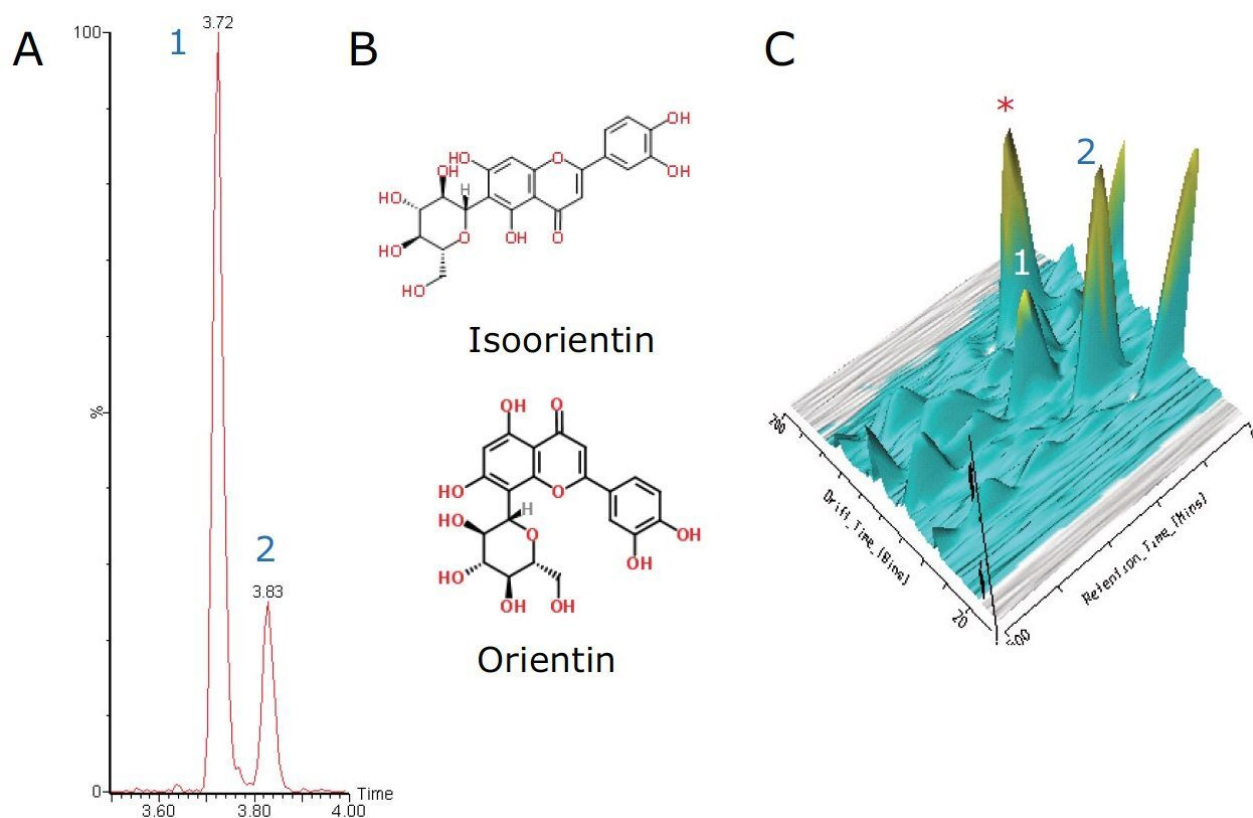 A
B
C
100
1
3.72
2
3.83
%
0
3.60
3.80
4.00
Time
HO
OH
O
OH
OH
HO
H
HO
HO
O
OH
O
HO
Isoorientin
OH
O
HO
O
H
HO
O
OH
OH
HO
OH
OH
Orientin
*
2
1
200
Drift_Time_(Bins)
20
Retention_Time_(Mins)